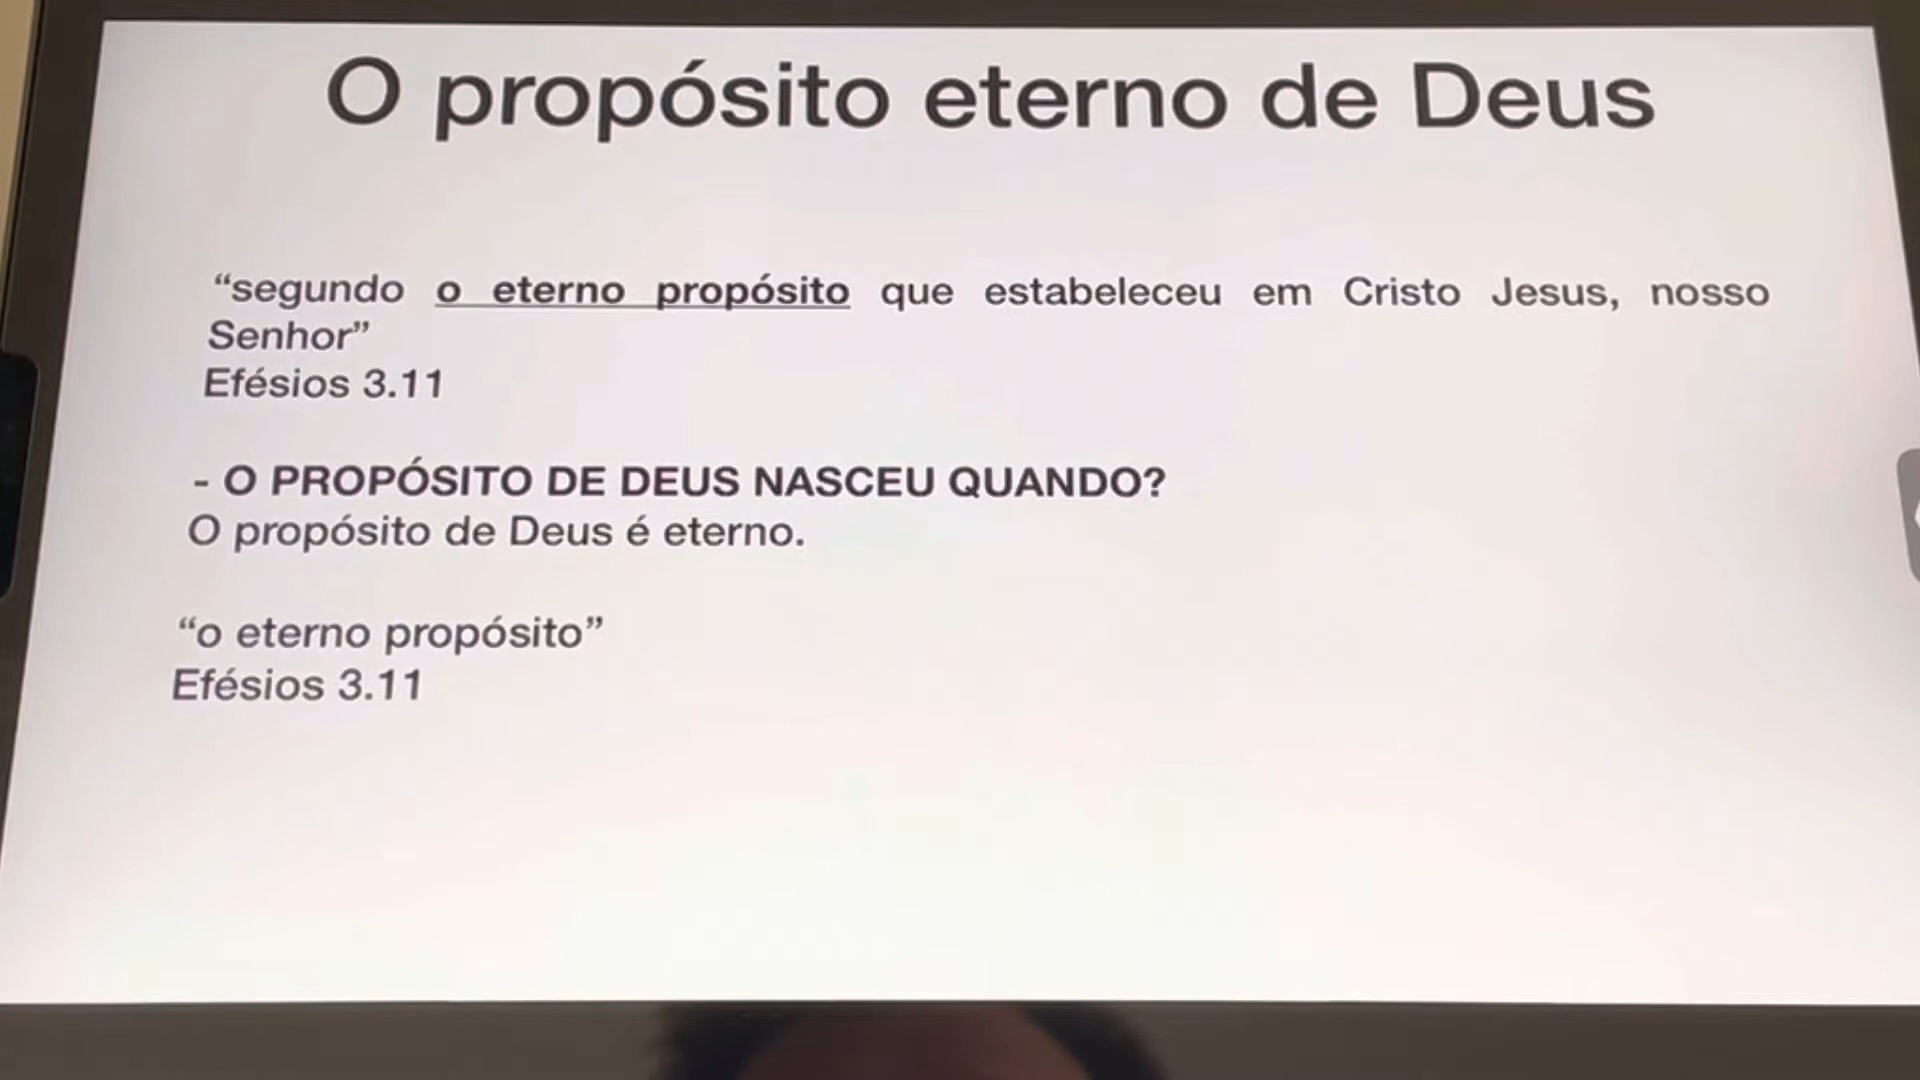 O propósito eterno de Deus
“segundo o eterno propósito que estabeleceu em Cristo Jesus, nosso
Senhor”
Efésios 3.11
- O PROPÓSITO DE DEUS NASCEU QUANDO?
O propósito de Deus é eterno.
“o eterno propósito”
Efésios 3.11